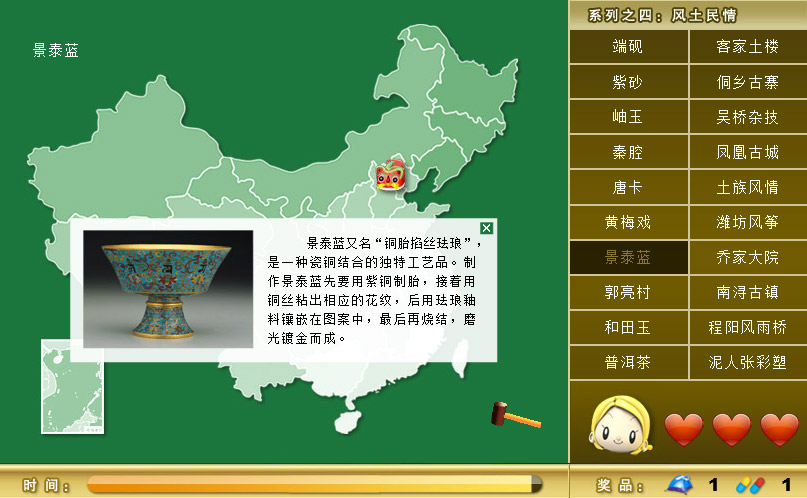 景泰蓝
系列之四：风土民情
端砚 客家土楼
紫砂 侗乡古寨
岫玉 吴桥杂技
秦腔 凤凰古城
唐卡 土族风情
黄梅戏 潍坊风筝
景泰蓝 乔家大院
郭亮村 南浔古镇
和田玉 程阳风雨桥
普洱茶 泥人张彩塑
景泰蓝又名“铜胎掐丝珐琅”，
是一种瓷铜结合的独特工艺品。制
作景泰蓝先要用紫铜制胎，接着用
铜丝粘出相应的花纹，后用珐琅釉
料镶嵌在图案中，最后再烧结，磨
光镀金而成。
时间：
奖品： 1 1